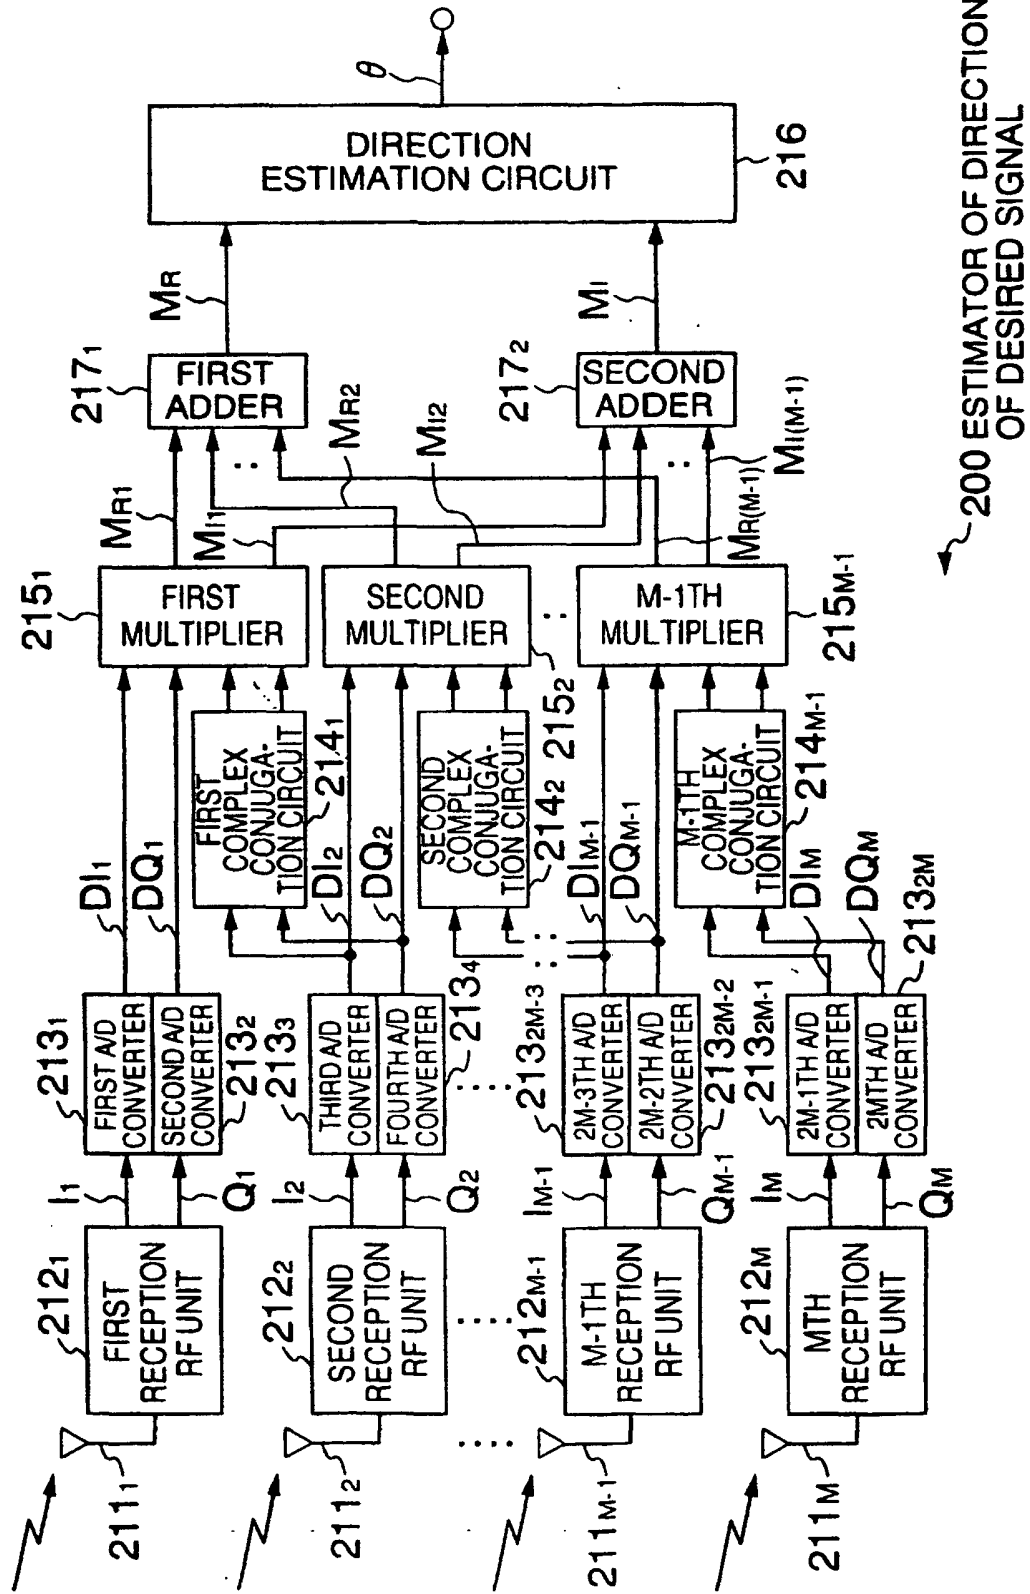 θ
DIRECTION
ESTIMATION CIRCUIT
216
MR
MI
2171
FIRST
ADDER
2172
SECOND
ADDER
MR1
MI1
MR2
MI2
MR(M-1)
MI(M-1)
2151
FIRST
MULTIPLIER
SECOND
MULTIPLIER
2152
M-1TH
MULTIPLIER
215M-1
FIRST
COMPLEX
CONJUGA-
TION CIRCUIT
2141
SECOND
COMPLEX
CONJUGA-
TION CIRCUIT
2142
M-1TH
COMPLEX
CONJUGA-
TION CIRCUIT
214M-1
DI1
DQ1
DI2
DQ2
DIM-1
DQM-1
DIM
DQM
2131
FIRST A/D
CONVERTER
SECOND A/D
CONVERTER
2132
2133
THIRD A/D
CONVERTER
FOURTH A/D
CONVERTER
2134
2132M-3
2M-3TH A/D
CONVERTER
2M-2TH A/D
CONVERTER
2132M-2
2132M-1
2M-1TH A/D
CONVERTER
2MTH A/D
CONVERTER
2132M
I1
Q1
I2
Q2
IM-1
QM-1
IM
QM
2121
FIRST
RECEPTION
RF UNIT
2122
SECOND
RECEPTION
RF UNIT
212M-1
M-1TH
RECEPTION
RF UNIT
212M
MTH
RECEPTION
RF UNIT
2111
2112
211M-1
211M
200 ESTIMATOR OF DIRECTION
OF DESIRED SIGNAL